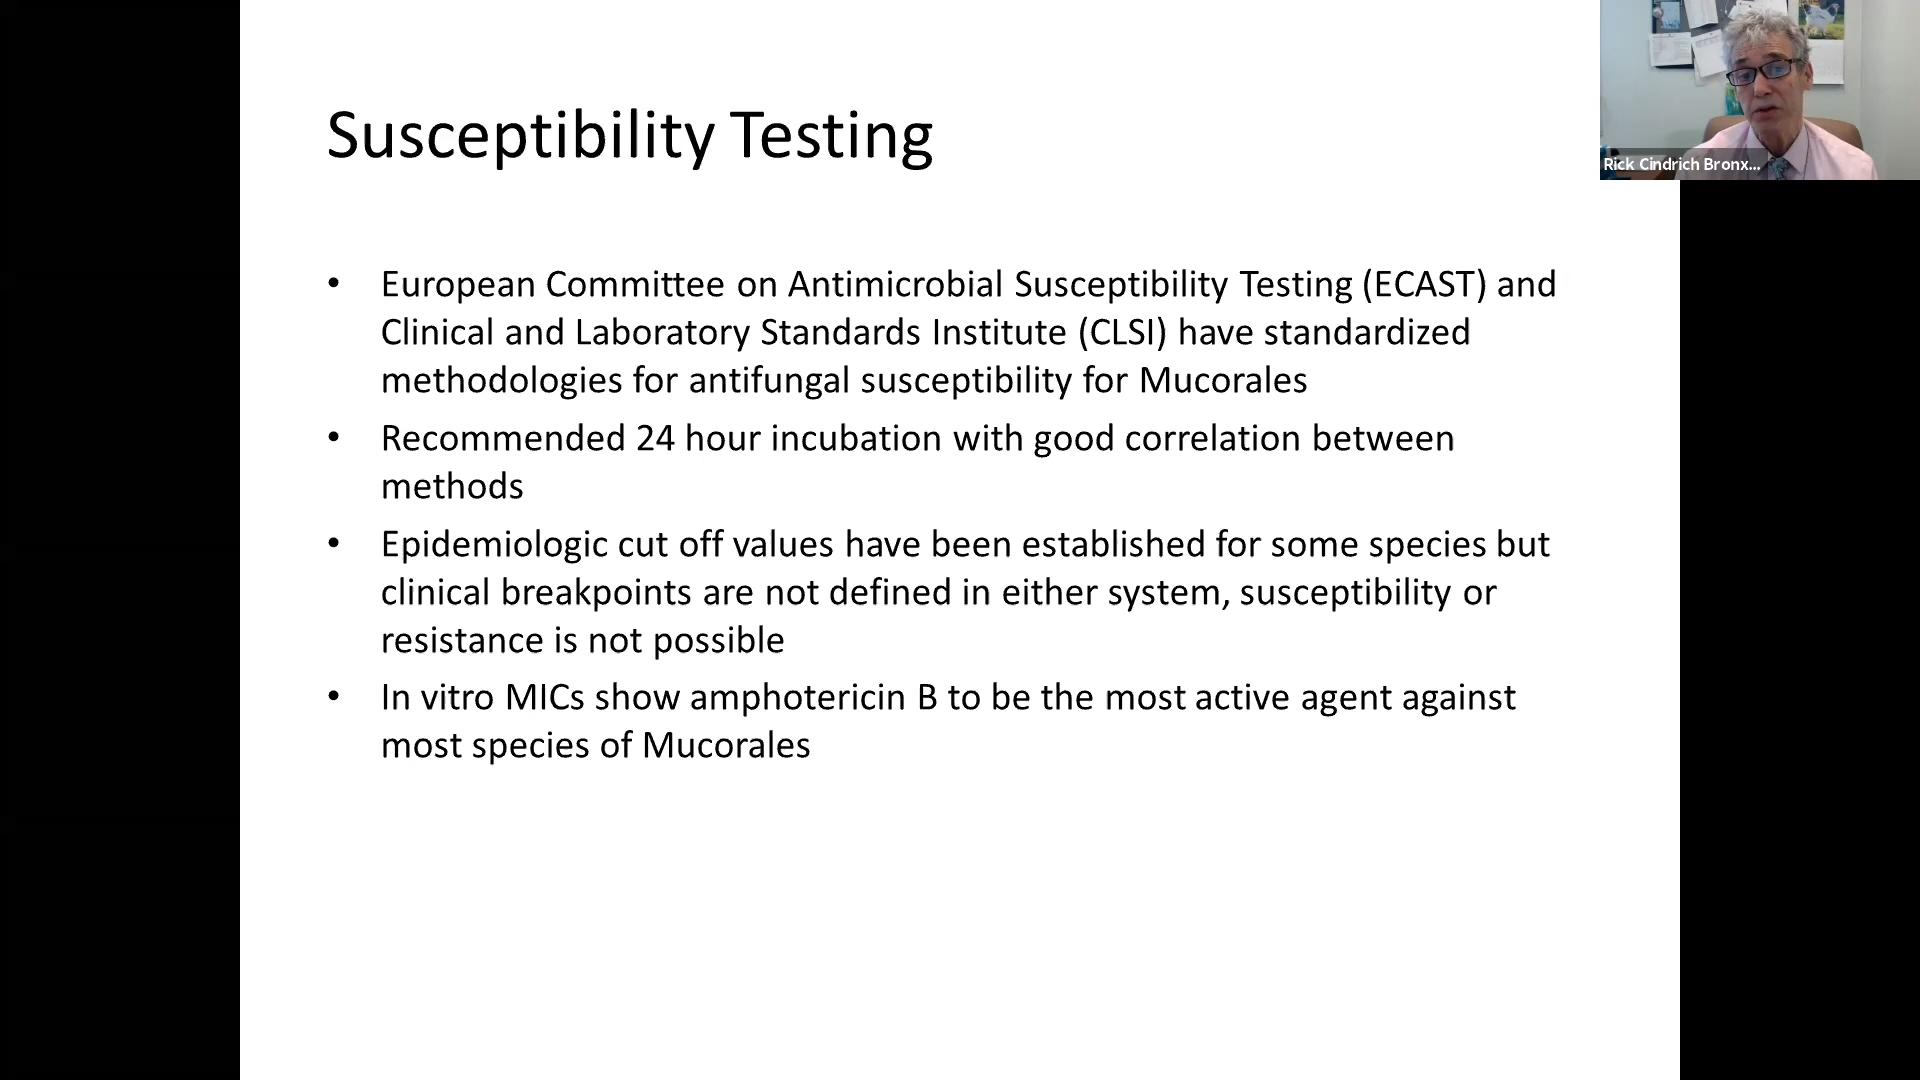 Susceptibility Testing
Rick Cindrich Bronx...
• European Committee on Antimicrobial Susceptibility Testing (ECAST) and
Clinical and Laboratory Standards Institute (CLSI) have standardized
methodologies for antifungal susceptibility for Mucorales
• Recommended 24 hour incubation with good correlation between
methods
• Epidemiologic cut off values have been established for some species but
clinical breakpoints are not defined in either system, susceptibility or
resistance is not possible
• In vitro MICs show amphotericin B to be the most active agent against
most species of Mucorales